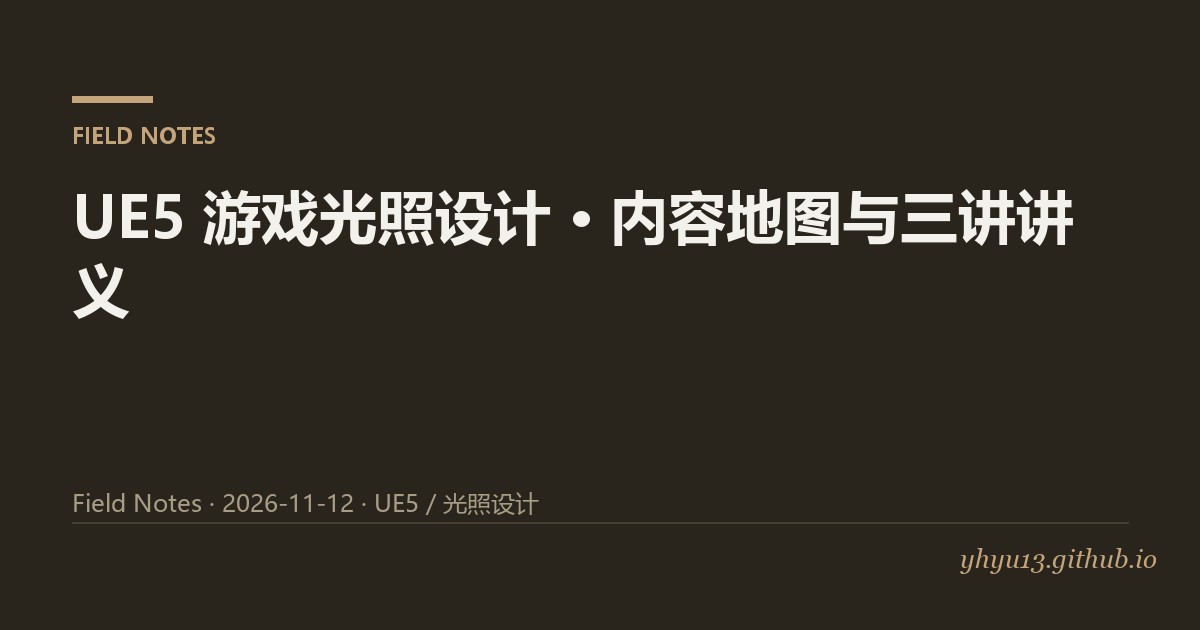 FIELD NOTES
UE5 游戏光照设计 · 内容地图与三讲讲
义
Field Notes · 2026-11-12 · UE5 / 光照设计
yhyu13.github.io